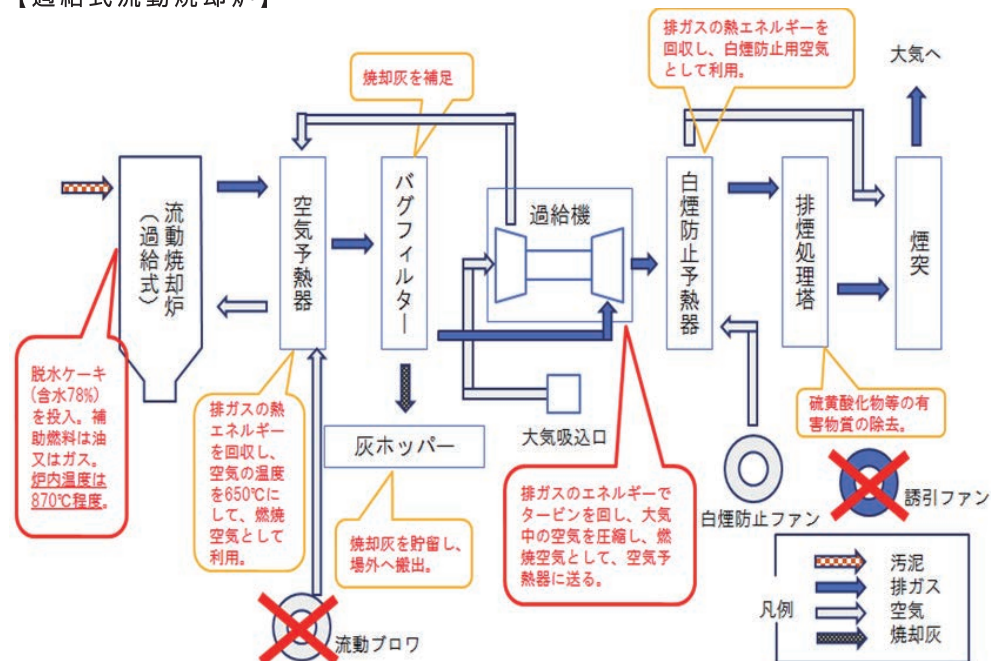 【過給式流動焼却炉】
排ガスの熱エネルギーを
回収し、白煙防止用空気
として利用。
大気へ
焼却灰を補足
流動焼却炉
（過給式）
空気予熱器
バグフィルター
過給機
白煙防止予熱器
排煙処理塔
煙突
脱水ケーキ
(含水78%)
を投入。補
助燃料は油
又はガス。
炉内温度は
870℃程度。
排ガスの熱
エネルギー
を回収し、
空気の温度
を650℃に
して、燃焼
空気として
利用。
灰ホッパー
大気吸込口
硫黄酸化物等の有
害物質の除去。
焼却灰を貯留し、
場外へ搬出。
排ガスのエネルギーで
タービンを回し、大気
中の空気を圧縮し、燃
焼空気として、空気予
熱器に送る。
白煙防止ファン
誘引ファン
流動ブロワ
凡例
汚泥
排ガス
空気
焼却灰